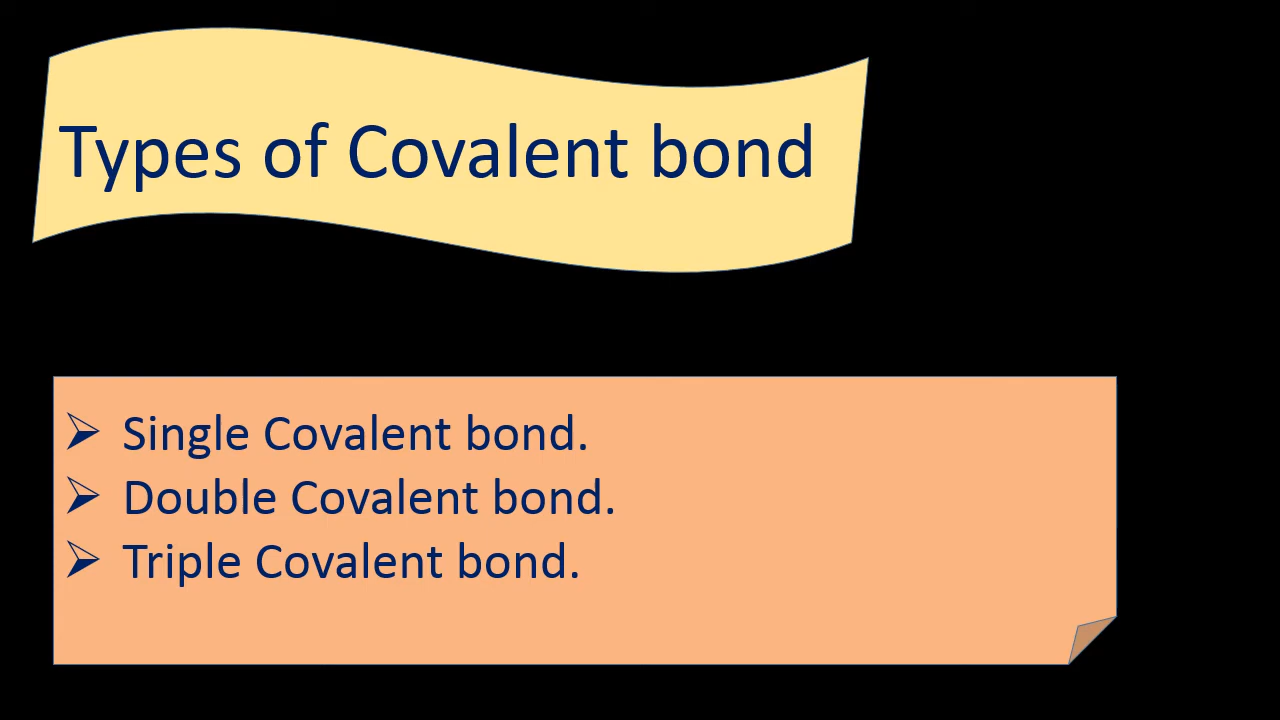 Types of Covalent bond
➢ Single Covalent bond.
➢ Double Covalent bond.
➢ Triple Covalent bond.